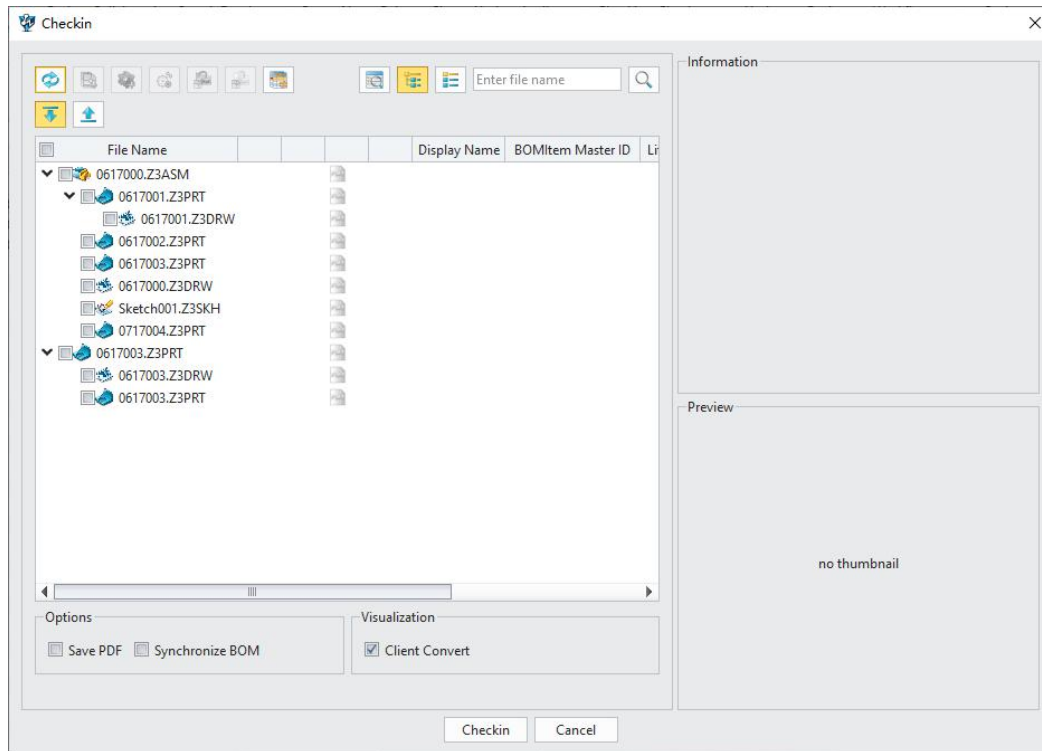 Checkin
Information
Enter file name
File Name Display Name BOMItem Master ID Li
0617000.Z3ASM
0617001.Z3PRT
0617001.Z3DRW
0617002.Z3PRT
0617003.Z3PRT
0617000.Z3DRW
Sketch001.Z3SKH
0717004.Z3PRT
0617003.Z3PRT
0617003.Z3DRW
0617003.Z3PRT
Preview
no thumbnail
Options
Visualization
Save PDF Synchronize BOM
Client Convert
Checkin Cancel